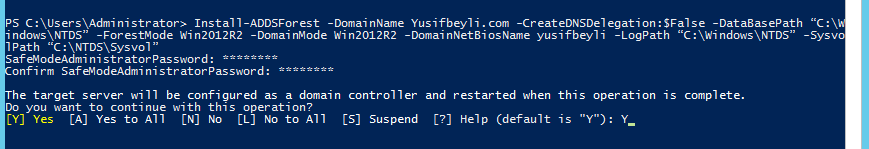 PS C:\Users\Administrator> Install-ADDSForest -DomainName Yusifbeyli.com -CreateDNSDelegation:$False -DataBasePath “C:\W
indows\NTDS” -ForestMode Win2012R2 -DomainMode Win2012R2 -DomainNetBiosName yusifbeyli -LogPath “C:\Windows\NTDS” -Sysvo
lPath “C:\NTDS\Sysvol”
SafeModeAdministratorPassword: ********
Confirm SafeModeAdministratorPassword: ********
The target server will be configured as a domain controller and restarted when this operation is complete.
Do you want to continue with this operation?
[Y] Yes  [A] Yes to All  [N] No  [L] No to All  [S] Suspend  [?] Help (default is "Y"): Y_